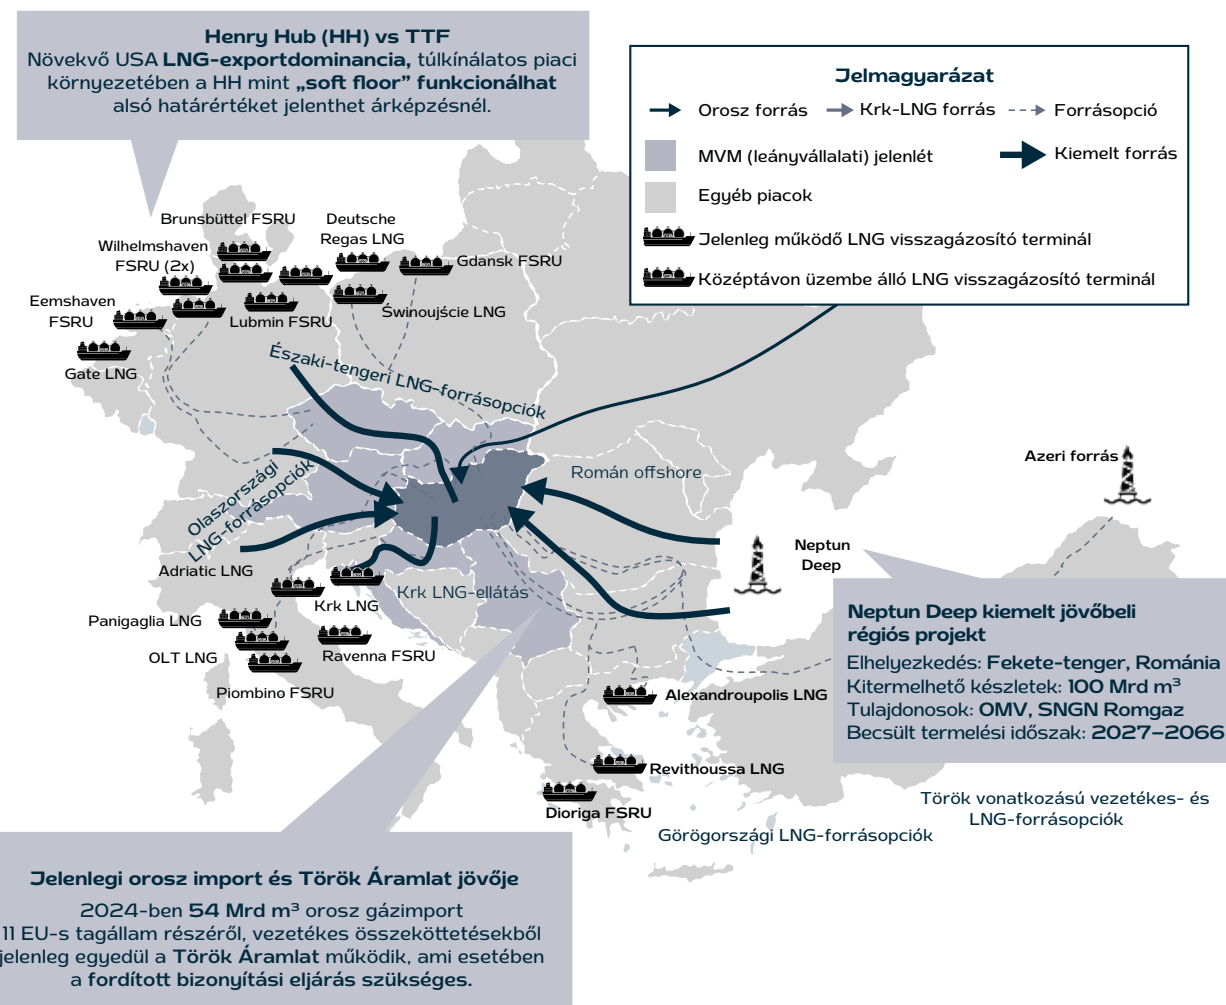 Henry Hub (HH) vs TTF
Növekvő USA LNG-exportdominancia, túlkínálatos piaci
környezetében a HH mint „soft floor” funkcionálhat
alsó határértéket jelenthet árképzésnél.
Jelmagyarázat
Orosz forrás
Krk-LNG forrás
Forrásopció
MVM (leányvállalati) jelenlét
Kiemelt forrás
Egyéb piacok
Jelenleg működő LNG visszagázosító terminál
Középtávon üzembe álló LNG visszagázosító terminál
Brunsbüttel FSRU
Deutsche
Regas LNG
Wilhelmshaven
FSRU (2x)
Gdansk FSRU
Eemshaven
FSRU
Lubmin FSRU
Świnoujście LNG
Gate LNG
Északi-tengeri LNG-forrásopciók
Olaszországi
LNG-forrásopciók
Román offshore
Azeri forrás
Neptun
Deep
Adriatic LNG
Krk LNG-ellátás
Krk LNG
Panigaglia LNG
OLT LNG
Ravenna FSRU
Piombino FSRU
Neptun Deep kiemelt jövőbeli
régiós projekt
Elhelyezkedés: Fekete-tenger, Románia
Kitermelhető készletek: 100 Mrd m³
Tulajdonosok: OMV, SNGN Romgaz
Becsült termelési időszak: 2027–2066
Alexandroupolis LNG
Revithoussa LNG
Dioriga FSRU
Török vonatkozású vezetékes- és
LNG-forrásopciók
Görögországi LNG-forrásopciók
Jelenlegi orosz import és Török Áramlat jövője
2024-ben 54 Mrd m³ orosz gázimport
11 EU-s tagállam részéről, vezetékes összeköttetésekből
jelenleg egyedül a Török Áramlat működik, ami esetében
a fordított bizonyítási eljárás szükséges.